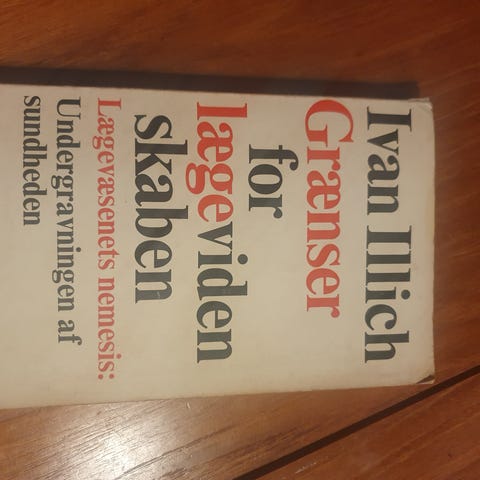 Ivan Illich
Grænser
for
lægeviden
skaben
Lægevæsenets nemesis:
Undergravningen af
sundheden